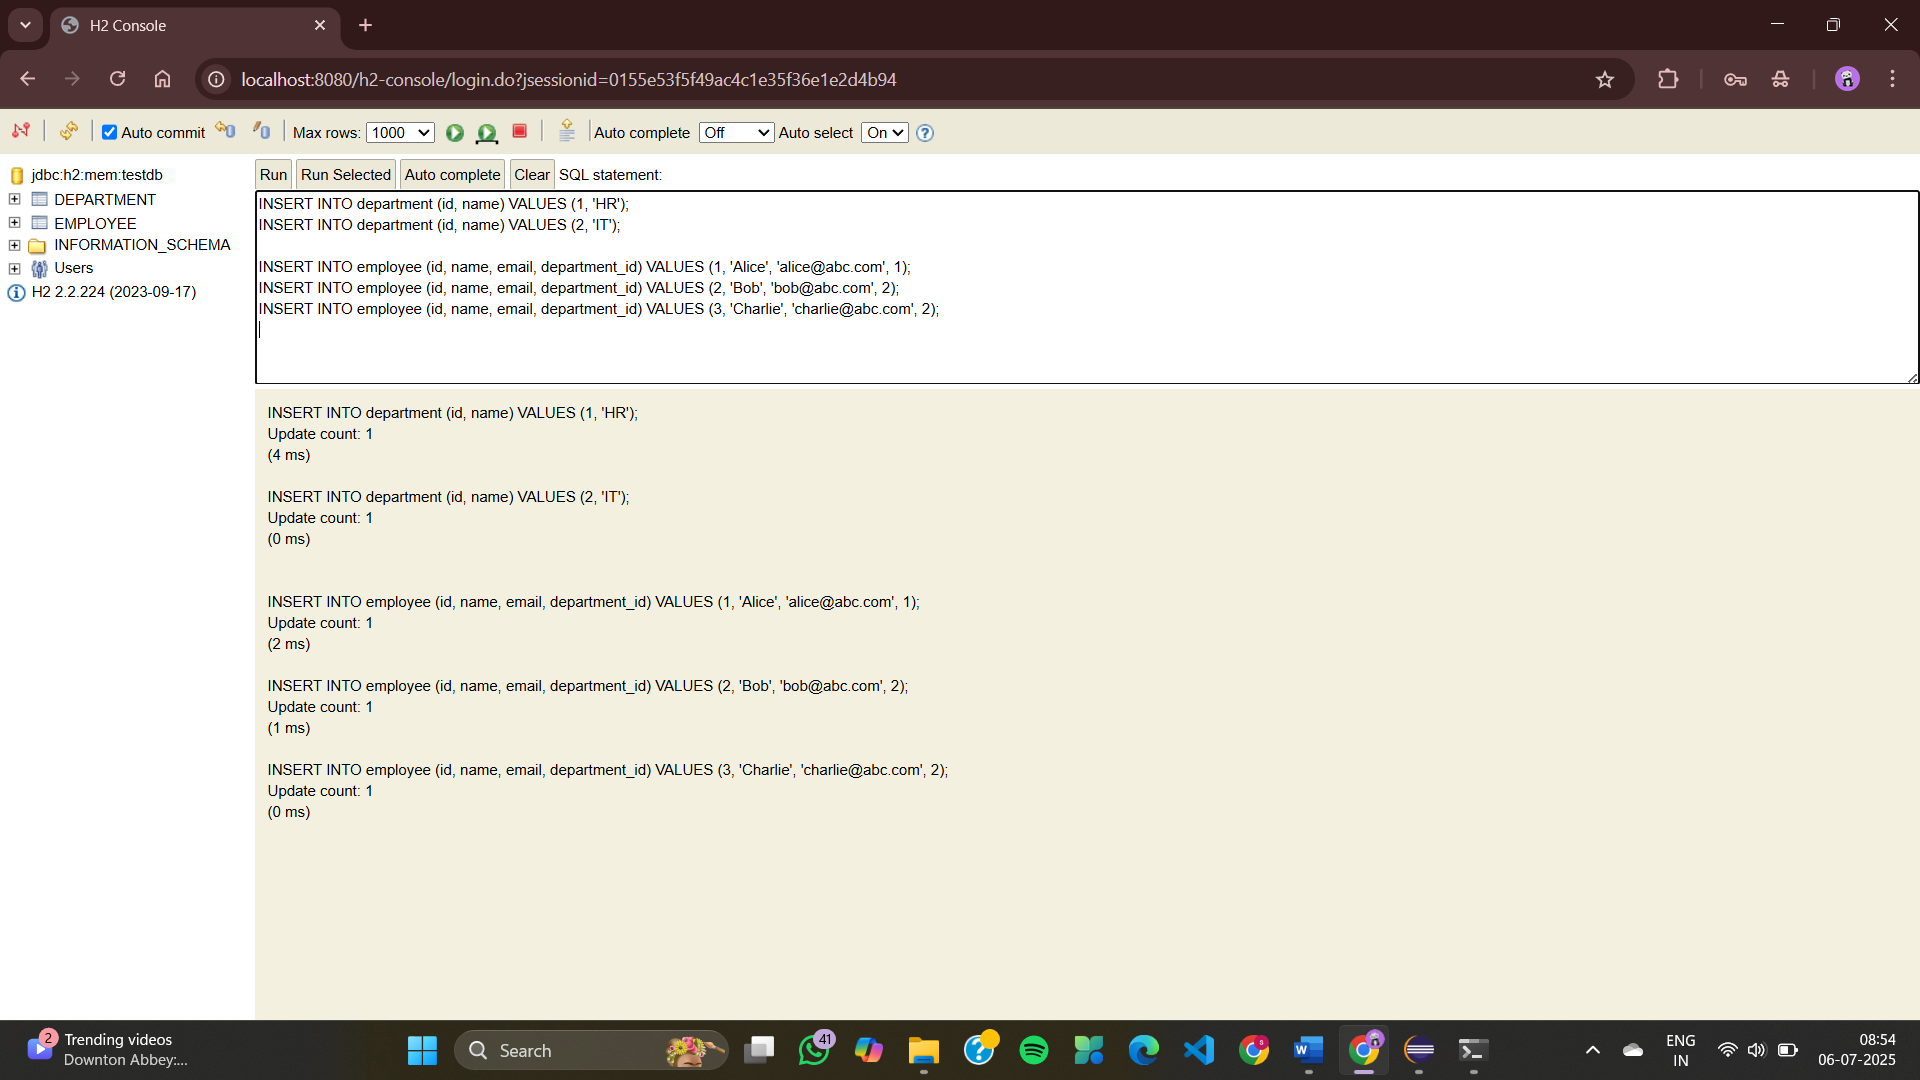 H2 Console
localhost:8080/h2-console/login.do?jsessionid=0155e53f5f49ac4c1e35f36e1e2d4b94
Auto commit Max rows: 1000 Auto complete Off Auto select On
jdbc:h2:mem:testdb
DEPARTMENT
EMPLOYEE
INFORMATION_SCHEMA
Users
H2 2.2.224 (2023-09-17)
Run Run Selected Auto complete Clear SQL statement:
INSERT INTO department (id, name) VALUES (1, 'HR');
INSERT INTO department (id, name) VALUES (2, 'IT');
INSERT INTO employee (id, name, email, department_id) VALUES (1, 'Alice', 'alice@abc.com', 1);
INSERT INTO employee (id, name, email, department_id) VALUES (2, 'Bob', 'bob@abc.com', 2);
INSERT INTO employee (id, name, email, department_id) VALUES (3, 'Charlie', 'charlie@abc.com', 2);
INSERT INTO department (id, name) VALUES (1, 'HR');
Update count: 1
(4 ms)
INSERT INTO department (id, name) VALUES (2, 'IT');
Update count: 1
(0 ms)
INSERT INTO employee (id, name, email, department_id) VALUES (1, 'Alice', 'alice@abc.com', 1);
Update count: 1
(2 ms)
INSERT INTO employee (id, name, email, department_id) VALUES (2, 'Bob', 'bob@abc.com', 2);
Update count: 1
(1 ms)
INSERT INTO employee (id, name, email, department_id) VALUES (3, 'Charlie', 'charlie@abc.com', 2);
Update count: 1
(0 ms)
2
Trending videos
Downton Abbey:...
Search
41
ENG
IN
08:54
06-07-2025